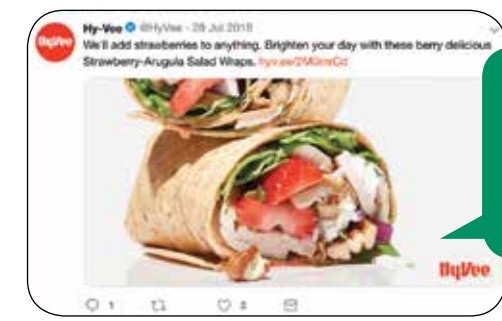 HyVee
Hy-Vee @HyVee · 28 Jul 2018
We'll add strawberries to anything. Brighten your day with these berry delicious
Strawberry-Arugula Salad Wraps.
HyVee
1